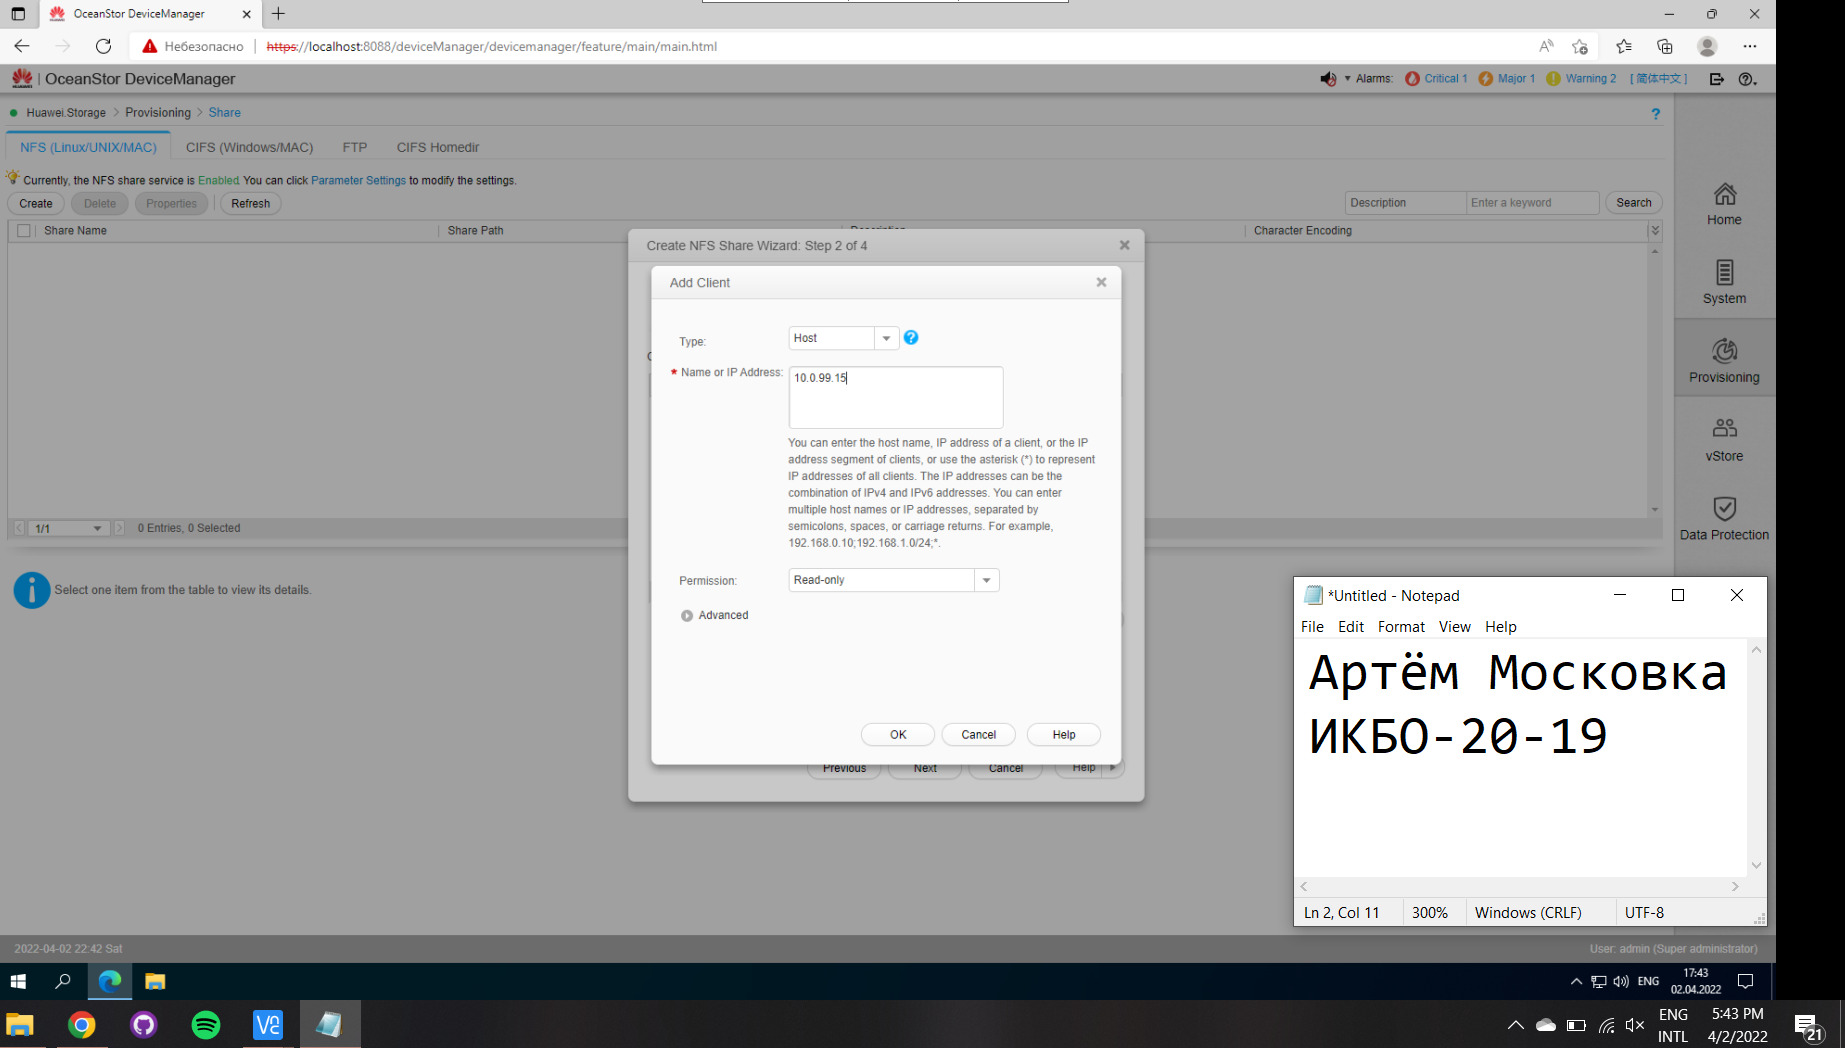 OceanStor DeviceManager
Небезопасно
https://localhost:8088/deviceManager/devicemanager/feature/main/main.html
HUAWEI | OceanStor DeviceManager
Alarms: Critical 1 Major 1 Warning 2 [简体中文]
Huawei.Storage > Provisioning > Share
NFS (Linux/UNIX/MAC) CIFS (Windows/MAC) FTP CIFS Homedir
Currently, the NFS share service is Enabled. You can click Parameter Settings to modify the settings.
Create Delete Properties Refresh Description Enter a keyword Search
Share Name Share Path Description Character Encoding
1/1 0 Entries, 0 Selected
Select one item from the table to view its details.
Create NFS Share Wizard: Step 2 of 4
Add Client
Type: Host
* Name or IP Address: 10.0.99.15
You can enter the host name, IP address of a client, or the IP
address segment of clients, or use the asterisk (*) to represent
IP addresses of all clients. The IP addresses can be the
combination of IPv4 and IPv6 addresses. You can enter
multiple host names or IP addresses, separated by
semicolons, spaces, or carriage returns. For example,
192.168.0.10;192.168.1.0/24;*.
Permission: Read-only
Advanced
OK Cancel Help
Previous Next Cancel Help
Home
System
Provisioning
vStore
Data Protection
*Untitled - Notepad
File Edit Format View Help
Артём Московка
ИКБО-20-19
Ln 2, Col 11 300% Windows (CRLF) UTF-8
2022-04-02 22:42 Sat
User: admin (Super administrator)
ENG
17:43
02.04.2022
ENG
INTL
5:43 PM
4/2/2022
21